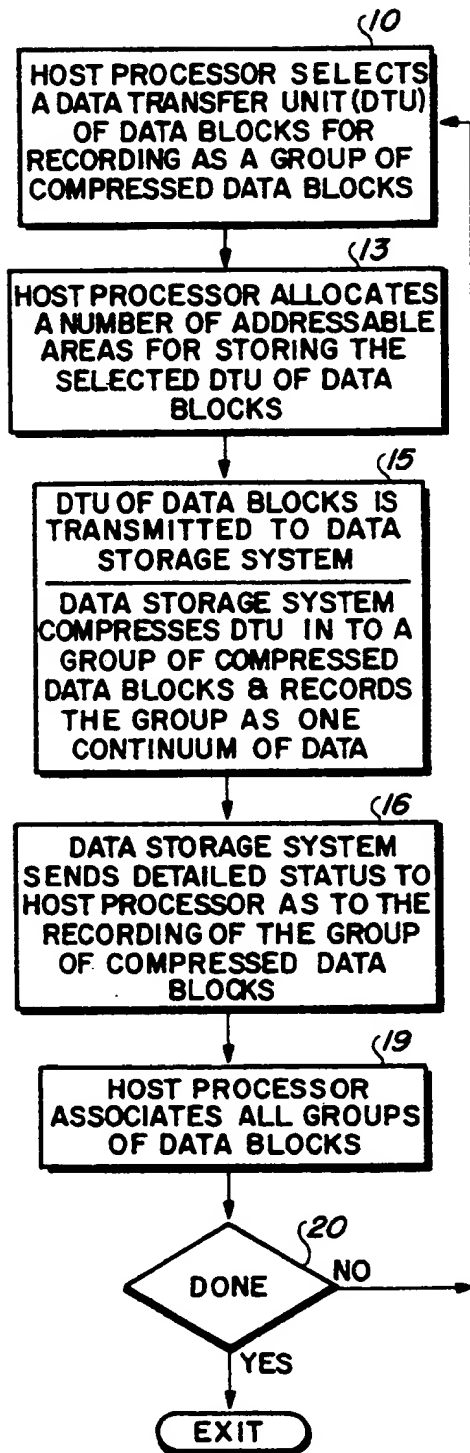 10
HOST PROCESSOR SELECTS
A DATA TRANSFER UNIT (DTU)
OF DATA BLOCKS FOR
RECORDING AS A GROUP OF
COMPRESSED DATA BLOCKS
13
HOST PROCESSOR ALLOCATES
A NUMBER OF ADDRESSABLE
AREAS FOR STORING THE
SELECTED DTU OF DATA
BLOCKS
15
DTU OF DATA BLOCKS IS
TRANSMITTED TO DATA
STORAGE SYSTEM
DATA STORAGE SYSTEM
COMPRESSES DTU IN TO A
GROUP OF COMPRESSED
DATA BLOCKS & RECORDS
THE GROUP AS ONE
CONTINUUM OF DATA
16
DATA STORAGE SYSTEM
SENDS DETAILED STATUS TO
HOST PROCESSOR AS TO THE
RECORDING OF THE GROUP
OF COMPRESSED DATA
BLOCKS
19
HOST PROCESSOR
ASSOCIATES ALL GROUPS
OF DATA BLOCKS
20
DONE
NO
YES
EXIT